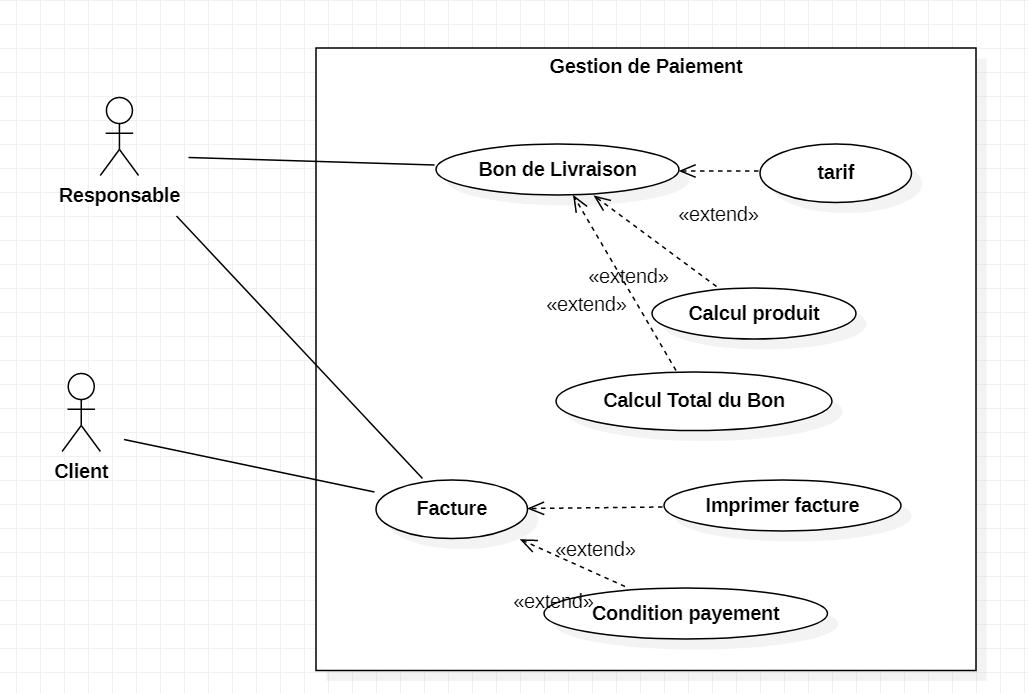 Gestion de Paiement
Responsable
Bon de Livraison
tarif
«extend»
«extend»
«extend»
Calcul produit
Calcul Total du Bon
Client
Facture
Imprimer facture
«extend»
«extend»
Condition payement